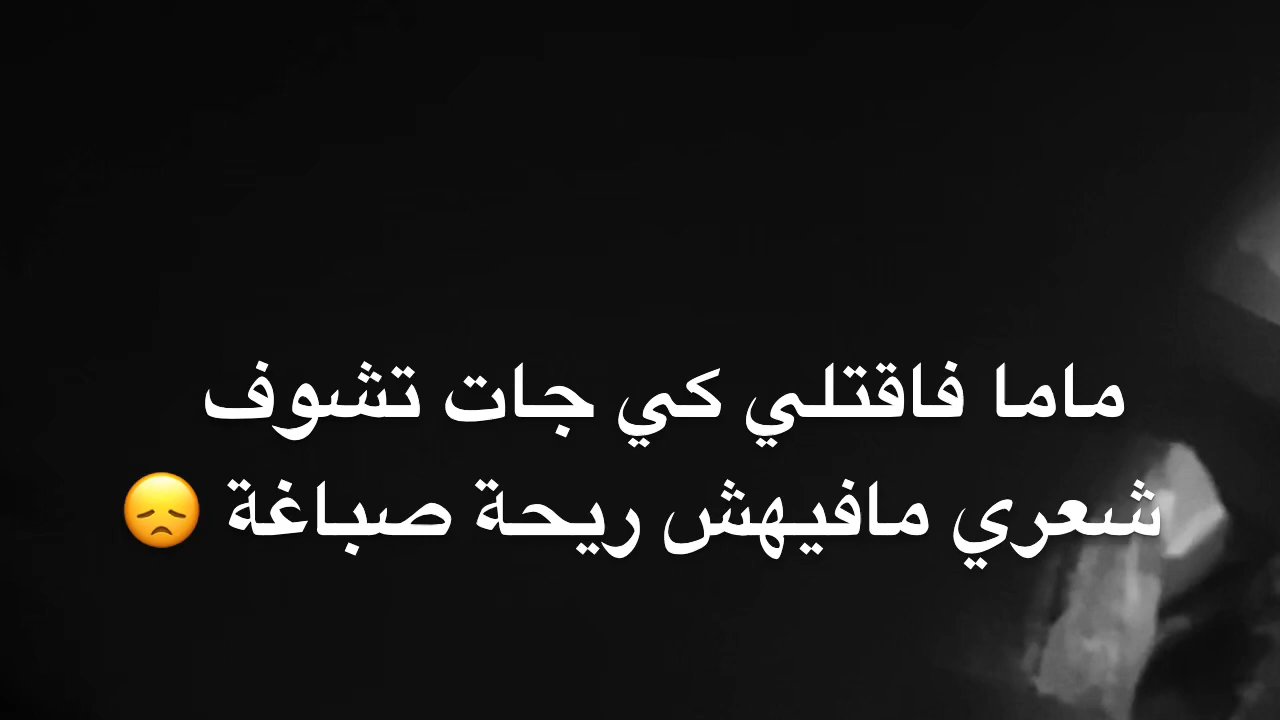 ماما فاقتلي كي جات تشوف
شعري مافيهش ريحة صباغة 😞